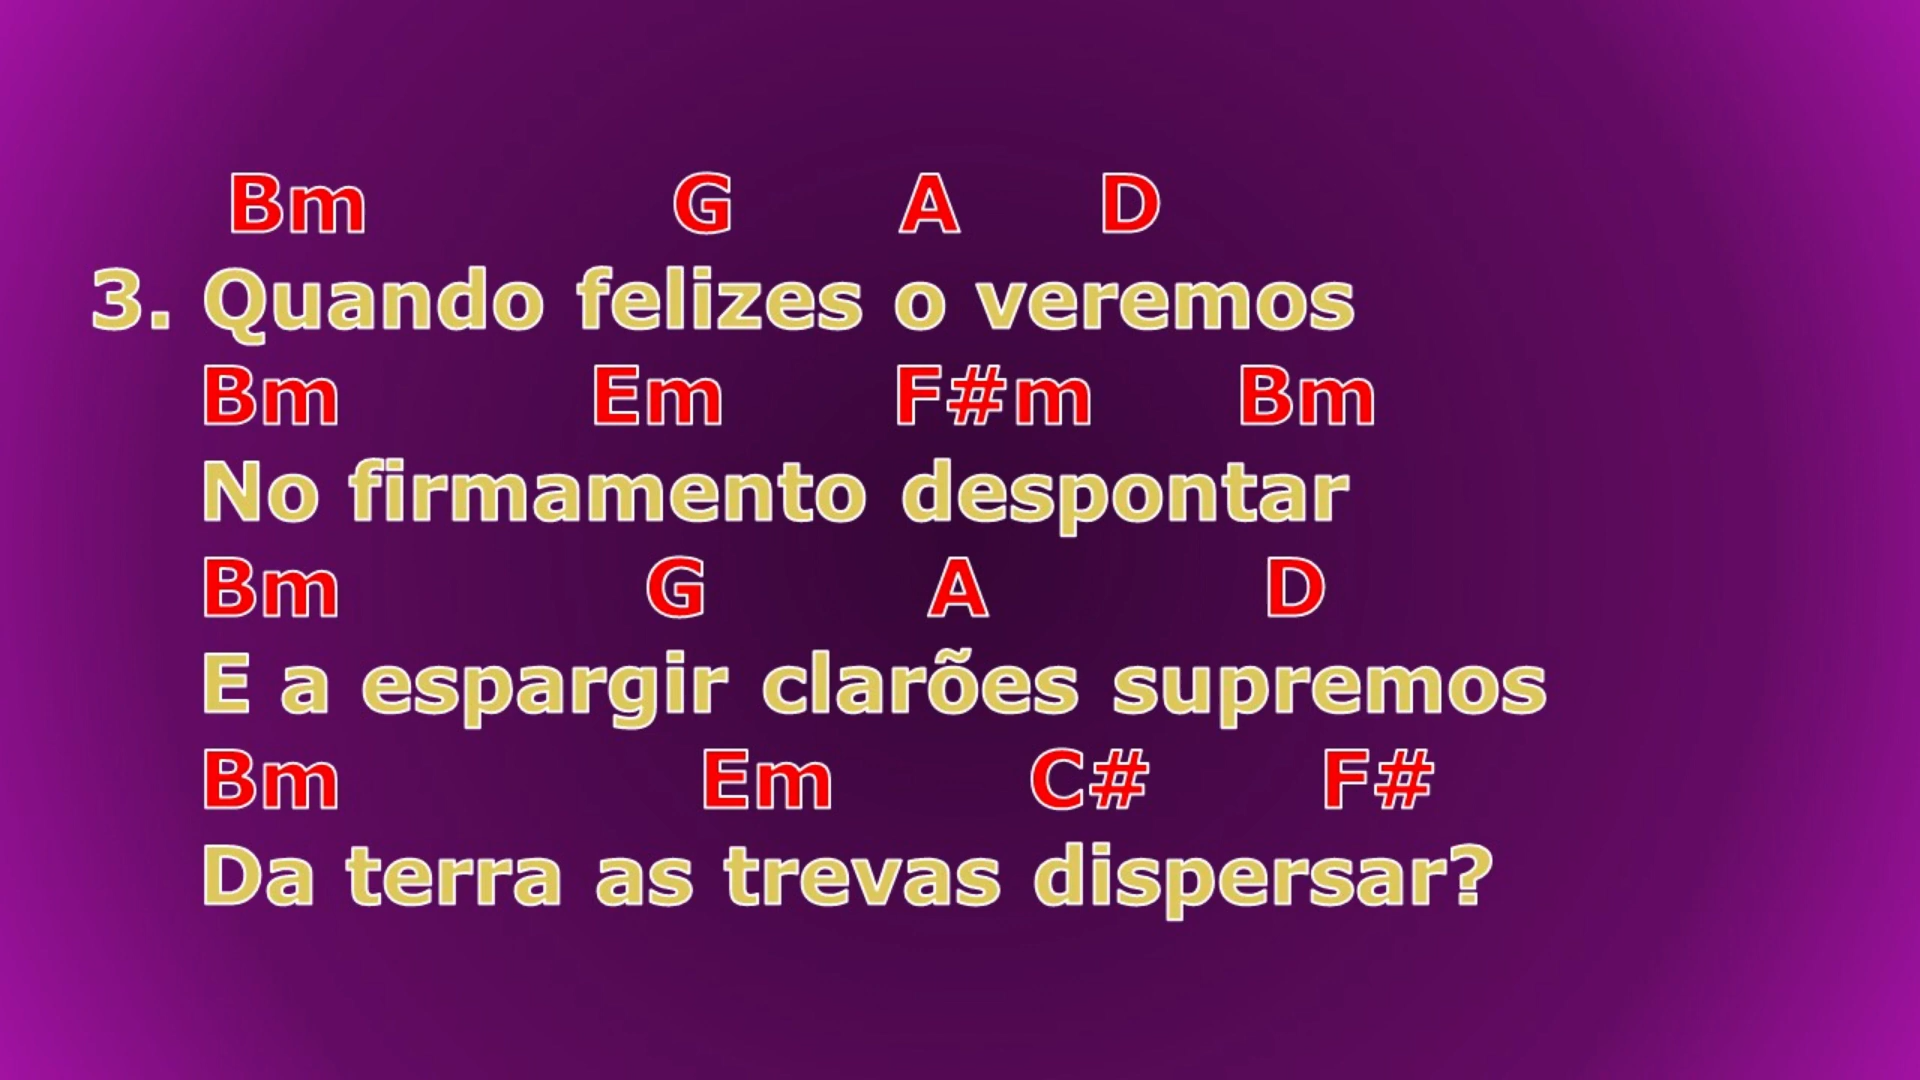 Bm G A D
3. Quando felizes o veremos
Bm Em F#m Bm
No firmamento despontar
Bm G A D
E a espargir clarões supremos
Bm Em C# F#
Da terra as trevas dispersar?